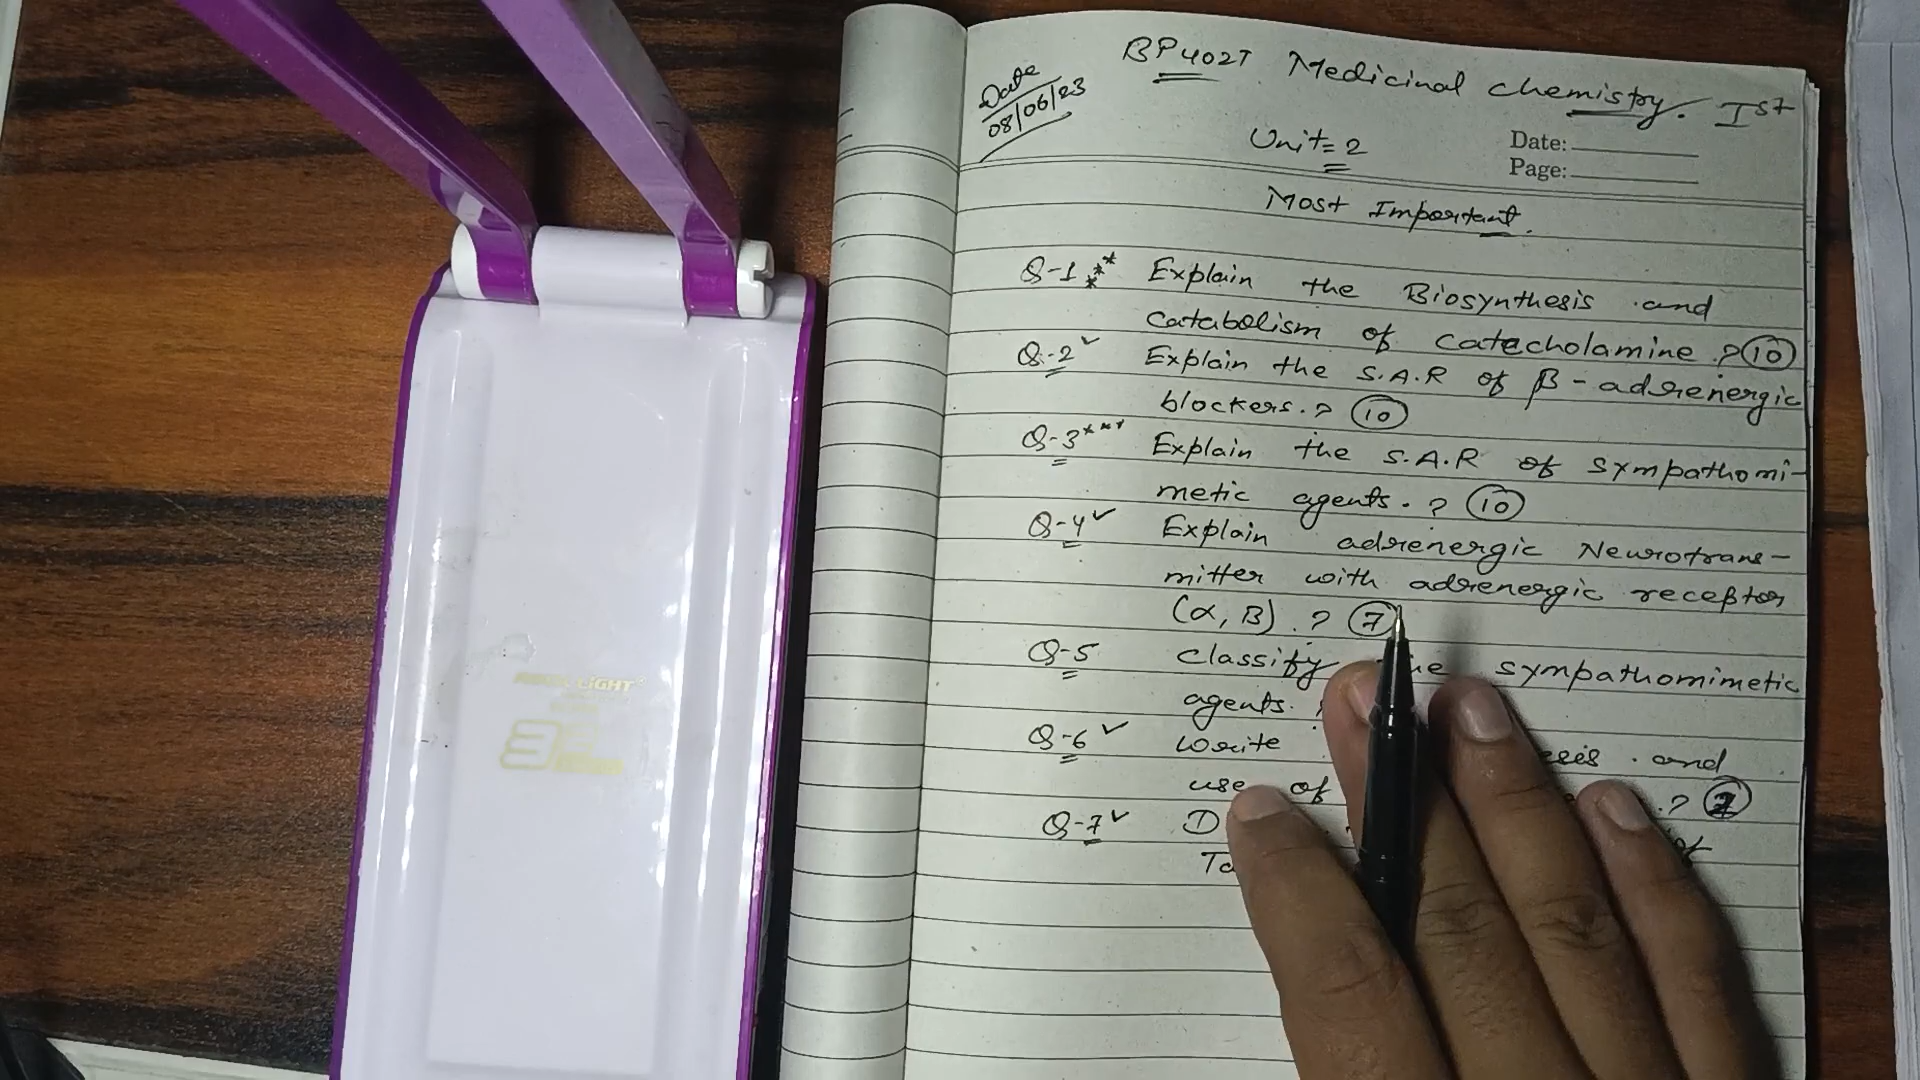 BP402T Medicinal chemistry. Ist
Date
08/06/23
Unit=2
Date:
Page:
Most Important.
Q-1 *** Explain the Biosynthesis and
catabolism of catecholamine ? 10
Q-2 ✓ Explain the S.A.R of β-adrenergic
blockers. ? 10
Q-3 *** Explain the S.A.R of sympathomi-
metic agents. ? 10
Q-4 ✓ Explain adrenergic Neurotrans-
mitter with adrenergic receptor
(α, β) . ? 7
Q-5 classify sympathomimetic
agents. ?
Q-6 ✓ write and
use of . ?
Q-7 ✓ of
LIGHT